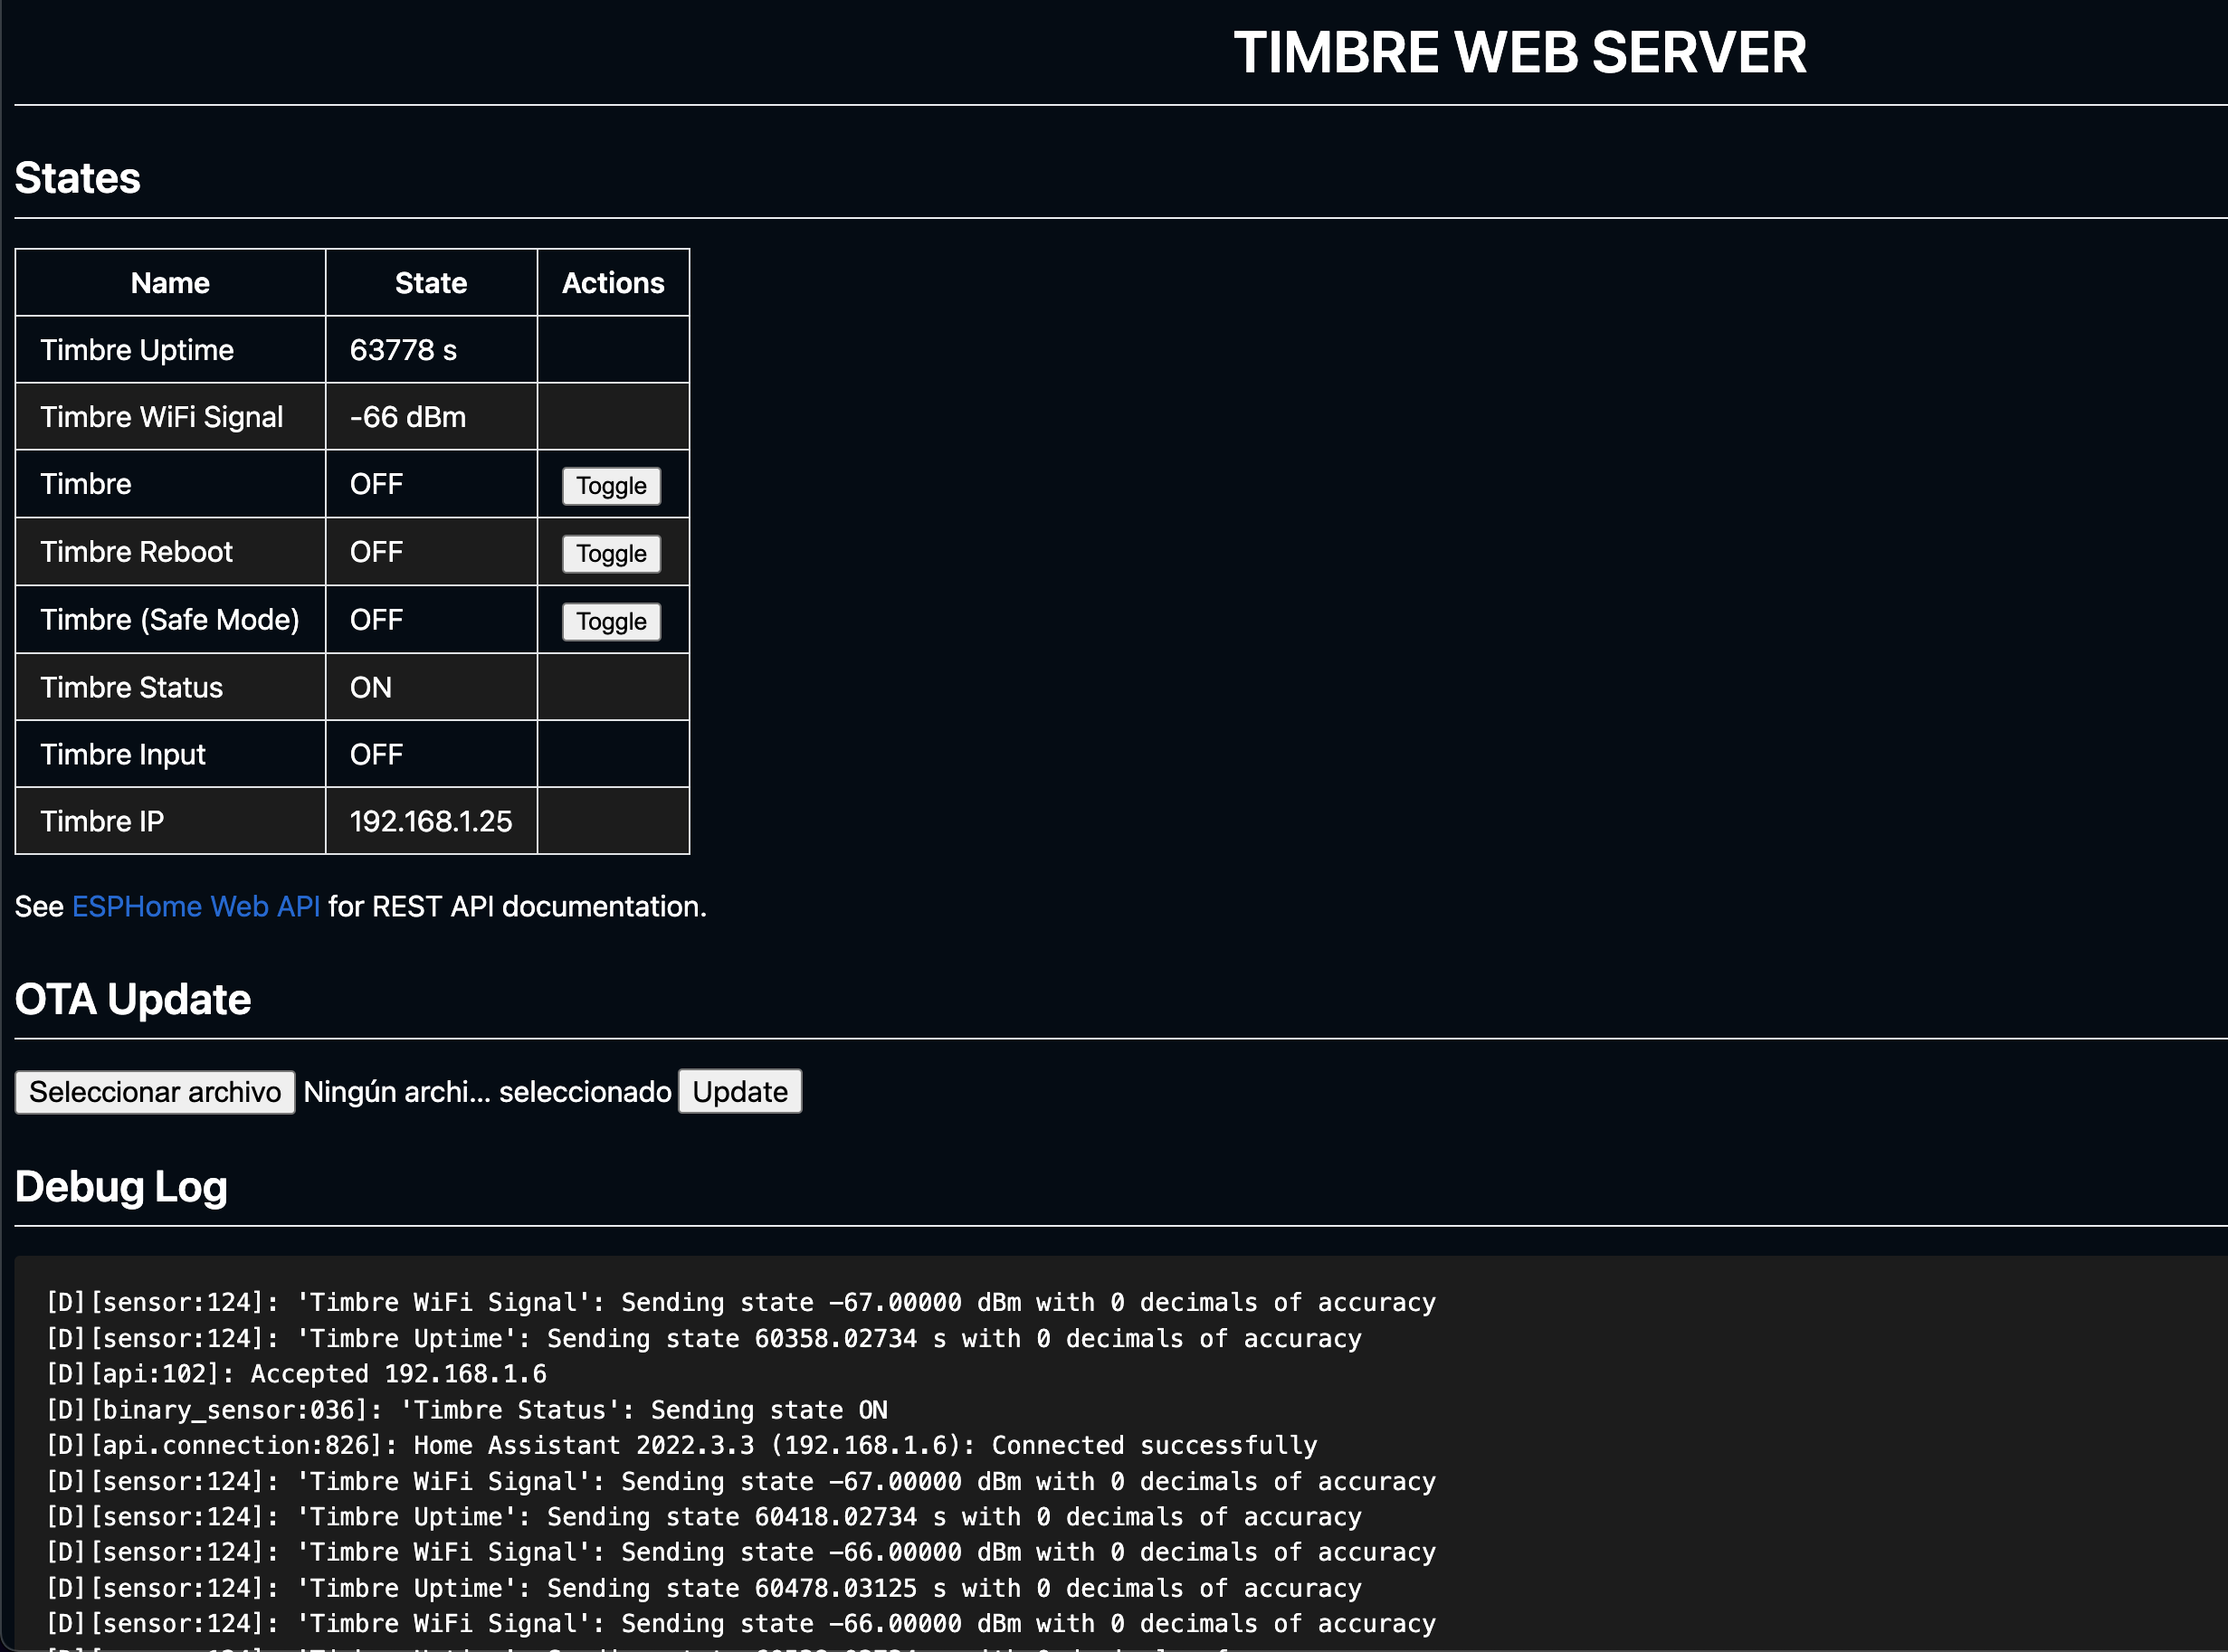 TIMBRE WEB SERVER
States
Name State Actions
Timbre Uptime 63778 s
Timbre WiFi Signal -66 dBm
Timbre OFF Toggle
Timbre Reboot OFF Toggle
Timbre (Safe Mode) OFF Toggle
Timbre Status ON
Timbre Input OFF
Timbre IP 192.168.1.25
See ESPHome Web API for REST API documentation.
OTA Update
Seleccionar archivo Ningún archi... seleccionado Update
Debug Log
[D][sensor:124]: 'Timbre WiFi Signal': Sending state -67.00000 dBm with 0 decimals of accuracy
[D][sensor:124]: 'Timbre Uptime': Sending state 60358.02734 s with 0 decimals of accuracy
[D][api:102]: Accepted 192.168.1.6
[D][binary_sensor:036]: 'Timbre Status': Sending state ON
[D][api.connection:826]: Home Assistant 2022.3.3 (192.168.1.6): Connected successfully
[D][sensor:124]: 'Timbre WiFi Signal': Sending state -67.00000 dBm with 0 decimals of accuracy
[D][sensor:124]: 'Timbre Uptime': Sending state 60418.02734 s with 0 decimals of accuracy
[D][sensor:124]: 'Timbre WiFi Signal': Sending state -66.00000 dBm with 0 decimals of accuracy
[D][sensor:124]: 'Timbre Uptime': Sending state 60478.03125 s with 0 decimals of accuracy
[D][sensor:124]: 'Timbre WiFi Signal': Sending state -66.00000 dBm with 0 decimals of accuracy